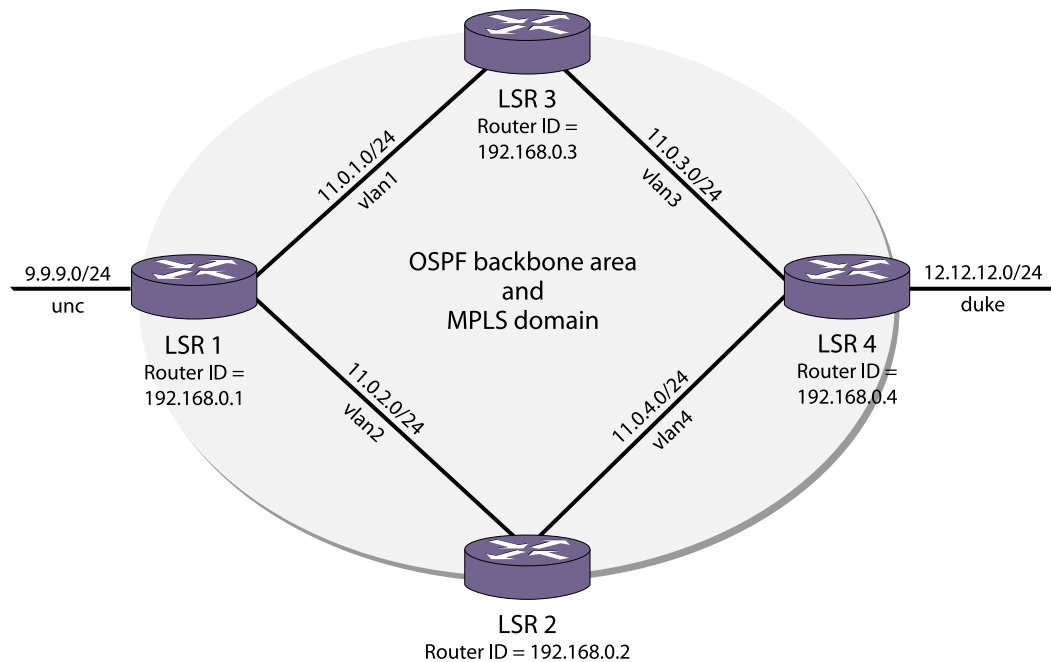 LSR 3
Router ID =
192.168.0.3
11.0.1.0/24
vlan1
11.0.3.0/24
vlan3
9.9.9.0/24
unc
OSPF backbone area
and
MPLS domain
12.12.12.0/24
duke
LSR 1
Router ID =
192.168.0.1
LSR 4
Router ID =
192.168.0.4
11.0.2.0/24
vlan2
11.0.4.0/24
vlan4
LSR 2
Router ID = 192.168.0.2